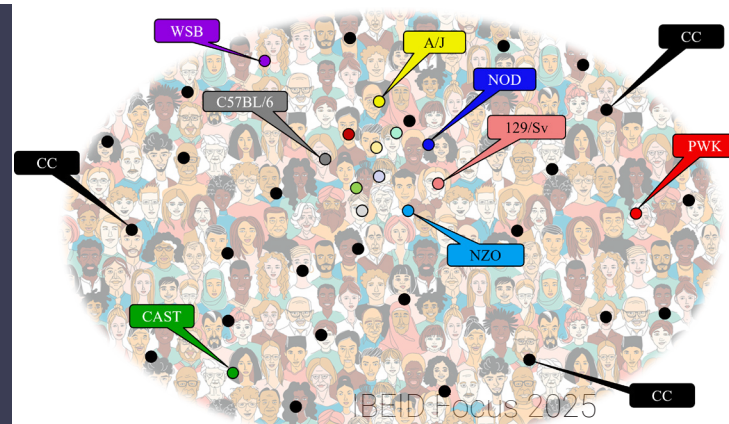 WSB
A/J
CC
NOD
C57BL/6
129/Sv
PWK
CC
NZO
CAST
CC
IBEID Focus 2025